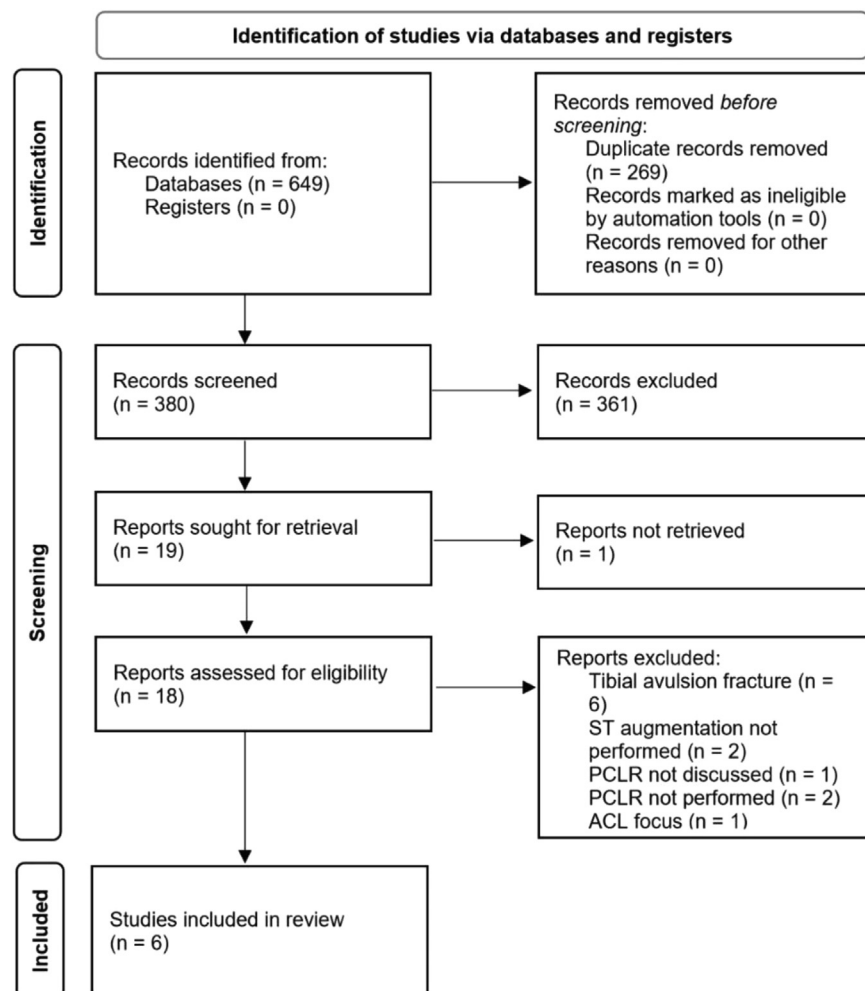 Identification of studies via databases and registers
Identification
Records identified from:
Databases (n = 649)
Registers (n = 0)
Records removed before
screening:
Duplicate records removed
(n = 269)
Records marked as ineligible
by automation tools (n = 0)
Records removed for other
reasons (n = 0)
Screening
Records screened
(n = 380)
Records excluded
(n = 361)
Reports sought for retrieval
(n = 19)
Reports not retrieved
(n = 1)
Reports assessed for eligibility
(n = 18)
Reports excluded:
Tibial avulsion fracture (n =
6)
ST augmentation not
performed (n = 2)
PCLR not discussed (n = 1)
PCLR not performed (n = 2)
ACL focus (n = 1)
Included
Studies included in review
(n = 6)